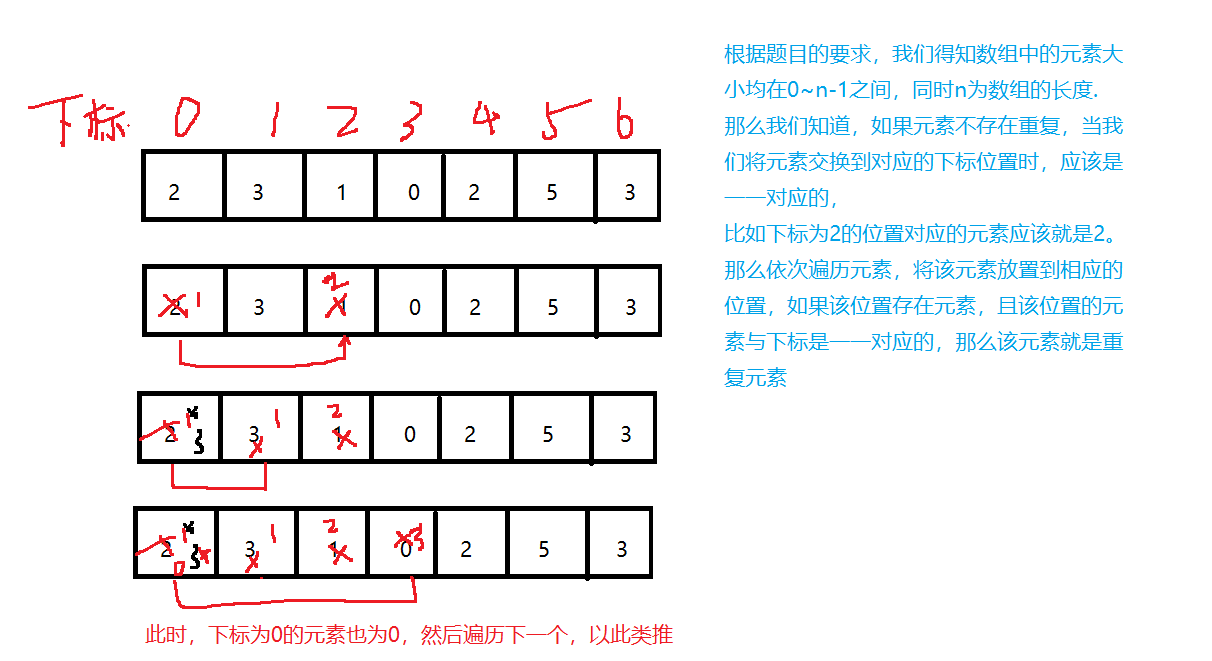 下标 0 1 2 3 4 5 6
2 3 1 0 2 5 3
2 1 3 1 2 0 2 5 3
2 1 3 3 1 1 2 0 2 5 3
2 1 3 0 3 1 1 2 0 3 2 5 3
此时，下标为0的元素也为0，然后遍历下一个，以此类推
根据题目的要求，我们得知数组中的元素大
小均在0~n-1之间，同时n为数组的长度.
那么我们知道，如果元素不存在重复，当我
们将元素交换到对应的下标位置时，应该是
一一对应的，
比如下标为2的位置对应的元素应该就是2。
那么依次遍历元素，将该元素放置到相应的
位置，如果该位置存在元素，且该位置的元
素与下标是一一对应的，那么该元素就是重
复元素